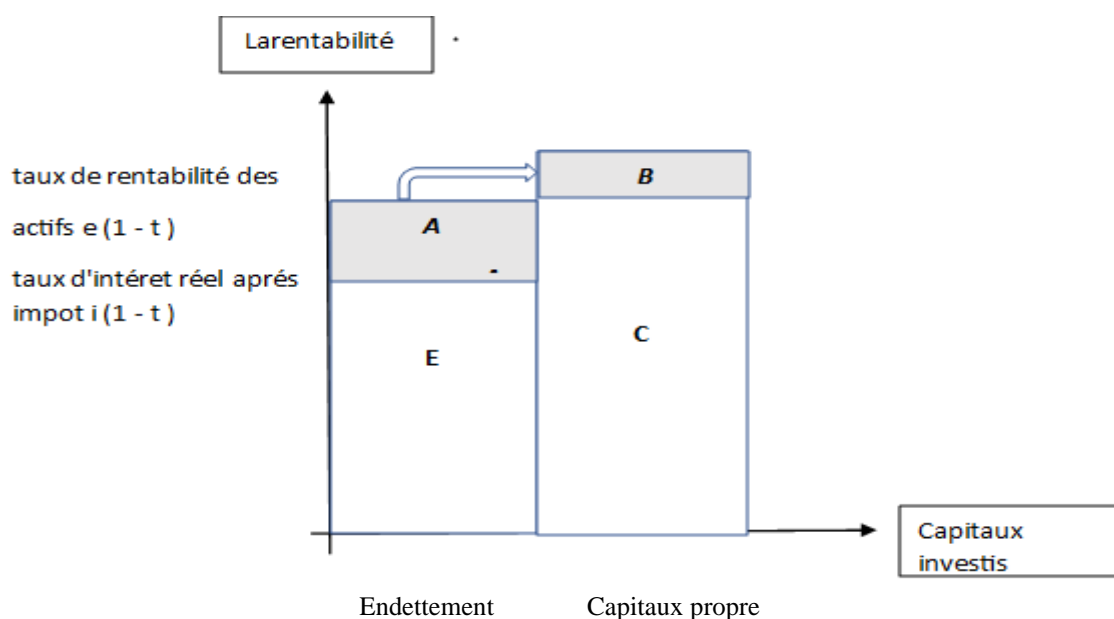 Larentabilité
taux de rentabilité des
actifs e (1 - t )
taux d'intéret réel aprés
impot i (1 - t )
A
B
E
C
Capitaux
investis
Endettement
Capitaux propre